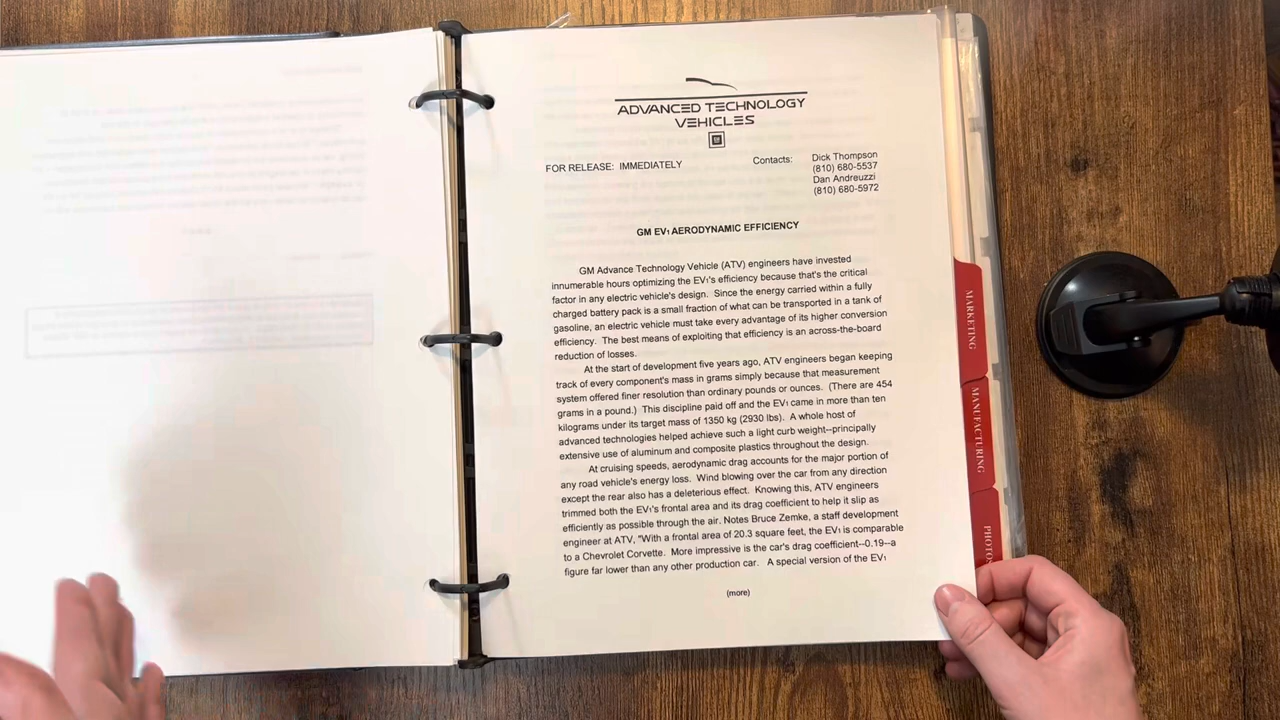 ADVANCED TECHNOLOGY
VEHICLES
GM
FOR RELEASE: IMMEDIATELY
Contacts:
Dick Thompson
(810) 680-5537
Dan Andreuzzi
(810) 680-5972
GM EV1 AERODYNAMIC EFFICIENCY
GM Advance Technology Vehicle (ATV) engineers have invested
innumerable hours optimizing the EV1's efficiency because that's the critical
factor in any electric vehicle's design. Since the energy carried within a fully
charged battery pack is a small fraction of what can be transported in a tank of
gasoline, an electric vehicle must take every advantage of its higher conversion
efficiency. The best means of exploiting that efficiency is an across-the-board
reduction of losses.
At the start of development five years ago, ATV engineers began keeping
track of every component's mass in grams simply because that measurement
system offered finer resolution than ordinary pounds or ounces. (There are 454
grams in a pound.) This discipline paid off and the EV1 came in more than ten
kilograms under its target mass of 1350 kg (2930 lbs). A whole host of
advanced technologies helped achieve such a light curb weight--principally
extensive use of aluminum and composite plastics throughout the design.
At cruising speeds, aerodynamic drag accounts for the major portion of
any road vehicle's energy loss. Wind blowing over the car from any direction
except the rear also has a deleterious effect. Knowing this, ATV engineers
trimmed both the EV1's frontal area and its drag coefficient to help it slip as
efficiently as possible through the air. Notes Bruce Zemke, a staff development
engineer at ATV, "With a frontal area of 20.3 square feet, the EV1 is comparable
to a Chevrolet Corvette. More impressive is the car's drag coefficient--0.19--a
figure far lower than any other production car. A special version of the EV1
(more)
MARKETING
MANUFACTURING
PHOTO